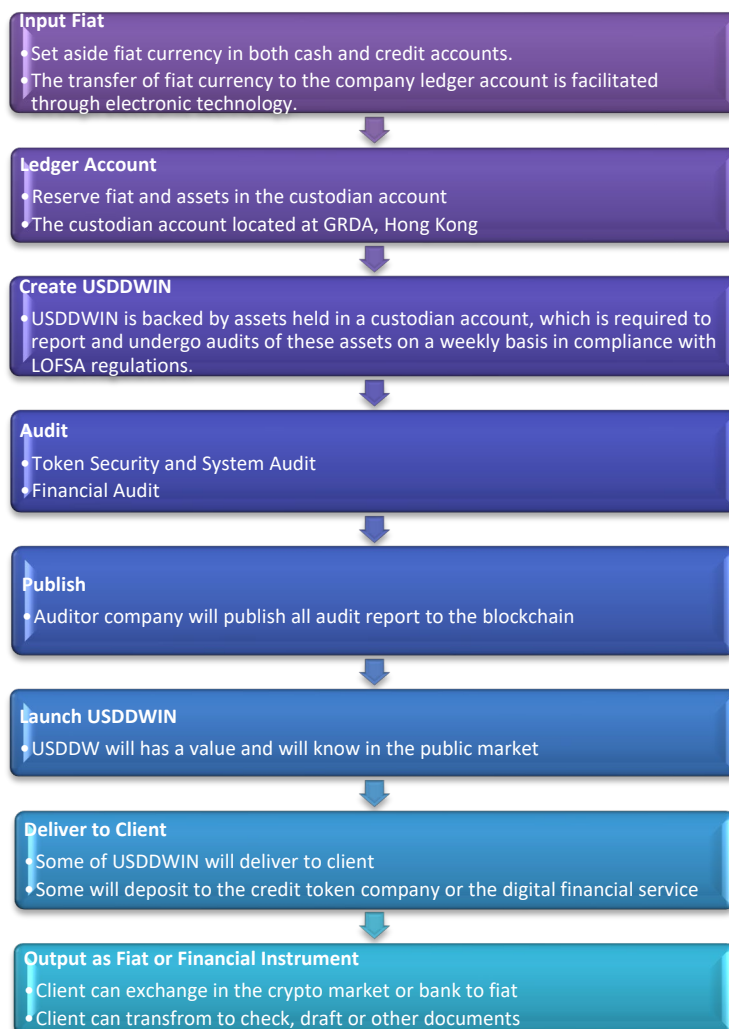 Input Fiat
•Set aside fiat currency in both cash and credit accounts.
•The transfer of fiat currency to the company ledger account is facilitated
through electronic technology.
Ledger Account
•Reserve fiat and assets in the custodian account
•The custodian account located at GRDA, Hong Kong
Create USDDWIN
•USDDWIN is backed by assets held in a custodian account, which is required to
report and undergo audits of these assets on a weekly basis in compliance with
LOFSA regulations.
Audit
•Token Security and System Audit
•Financial Audit
Publish
•Auditor company will publish all audit report to the blockchain
Launch USDDWIN
•USDDW will has a value and will know in the public market
Deliver to Client
•Some of USDDWIN will deliver to client
•Some will deposit to the credit token company or the digital financial service
Output as Fiat or Financial Instrument
•Client can exchange in the crypto market or bank to fiat
•Client can transfrom to check, draft or other documents